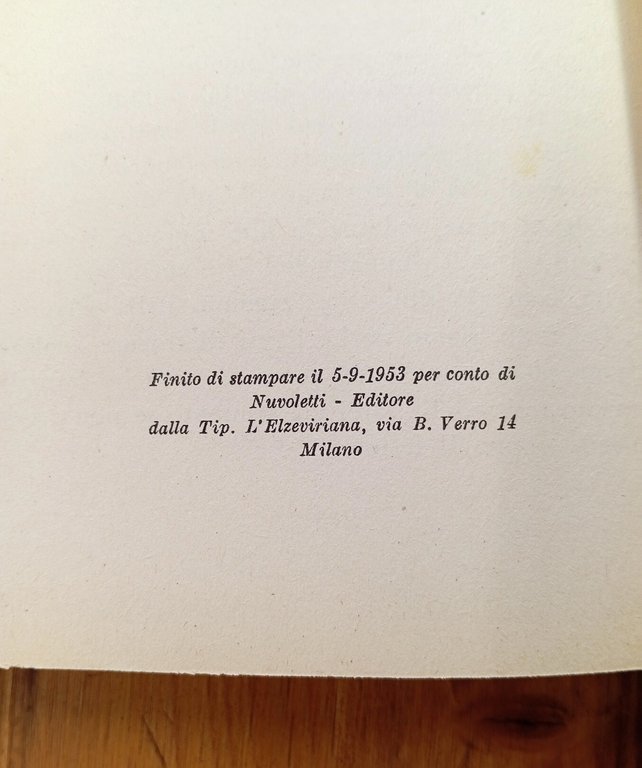 Finito di stampare il 5-9-1953 per conto di
Nuvoletti - Editore
dalla Tip. L'Elzeviriana, via B. Verro 14
Milano